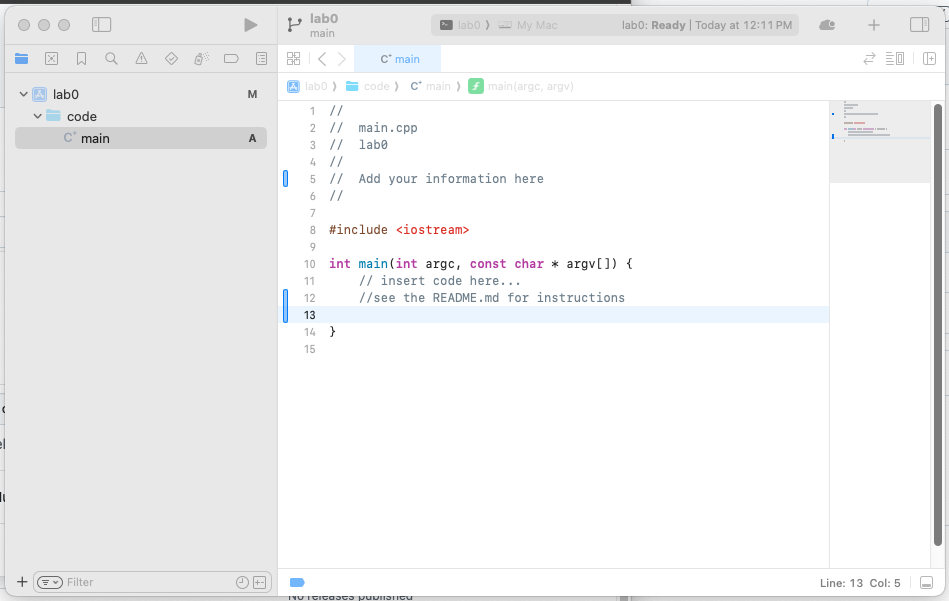 lab0
main
lab0 ⟩ My Mac
lab0: Ready | Today at 12:11 PM
C+ main
lab0 ⟩ code ⟩ C+ main ⟩ f main(argc, argv)
lab0 M
code
C+ main A
1 //
2 //  main.cpp
3 //  lab0
4 //
5 //  Add your information here
6 //
7
8 #include <iostream>
9
10 int main(int argc, const char * argv[]) {
11     // insert code here...
12     //see the README.md for instructions
13
14 }
15
Filter
Line: 13 Col: 5
No releases published